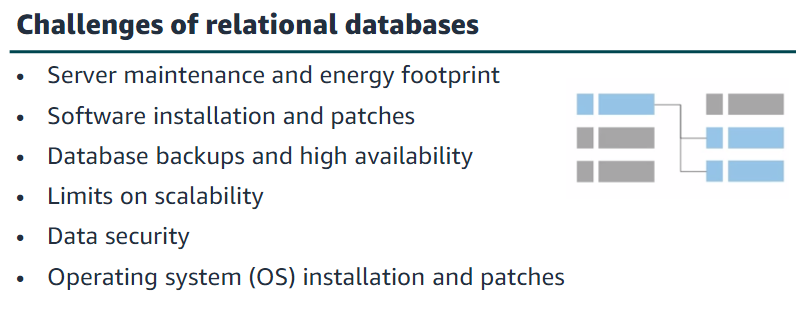 Challenges of relational databases
• Server maintenance and energy footprint
• Software installation and patches
• Database backups and high availability
• Limits on scalability
• Data security
• Operating system (OS) installation and patches